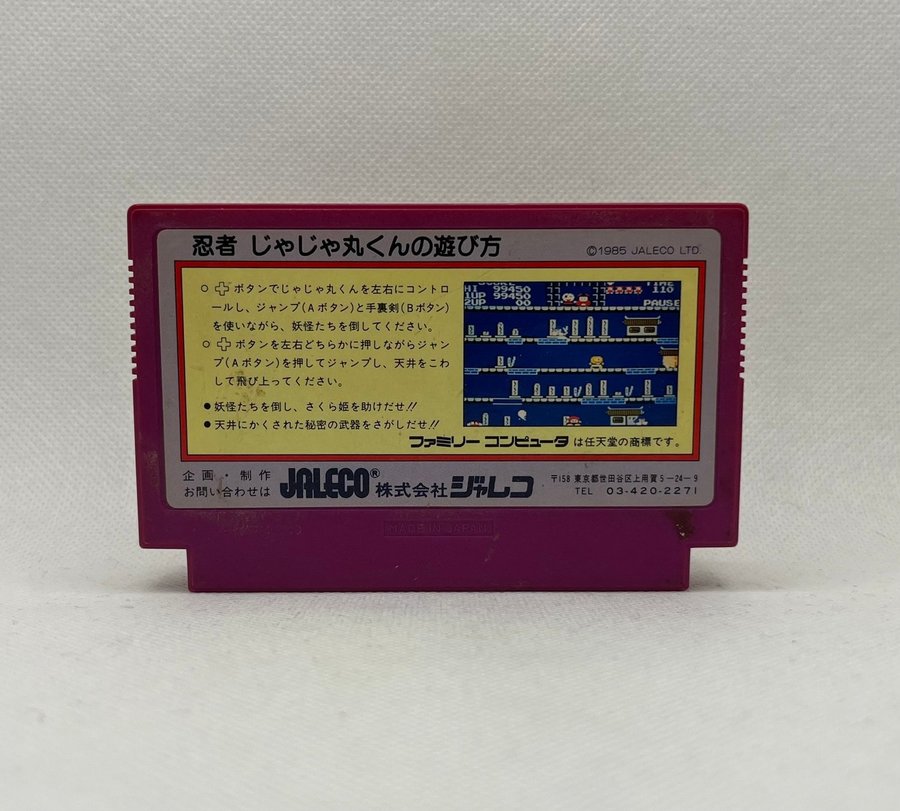 忍者 じゃじゃ丸くんの遊び方
©1985 JALECO LTD.
○ ✚ボタンでじゃじゃ丸くんを左右にコントロ
ールし、ジャンプ(Aボタン)と手裏剣(Bボタン)
を使いながら、妖怪たちを倒してください。
○ ✚ボタンを左右どちらかに押しながらジャン
プ(Aボタン)を押してジャンプし、天井をこわ
して飛び上ってください。
●妖怪たちを倒し、さくら姫を助けだせ!!
●天井にかくされた秘密の武器をさがしだせ!!
SCORE TIME
HI 99450 110
1UP 99450
2UP 00 PAUSE
ファミリー コンピュータ は任天堂の商標です。
企画・制作
お問い合わせは JALECO® 株式会社ジャレコ
〒158 東京都世田谷区上用賀5-24-9
TEL 03-420-2271
MADE IN JAPAN